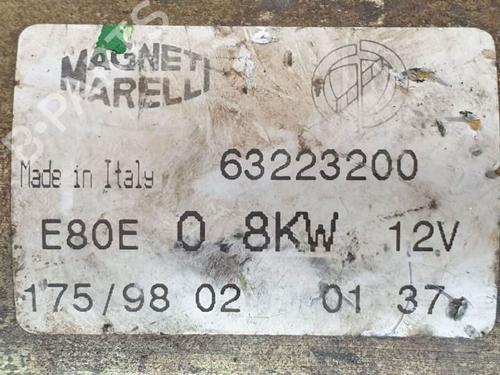 MAGNETI
MARELLI
Made in Italy 63223200
E80E 0 8KW 12V
175/98 02 01 37